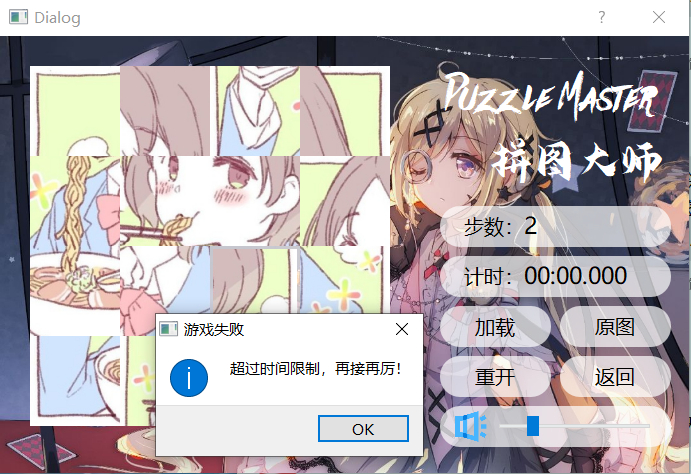 Dialog
PUZZLE MASTER
拼图大师
步数：2
计时：00:00.000
加载
原图
重开
返回
游戏失败
超过时间限制，再接再厉！
OK